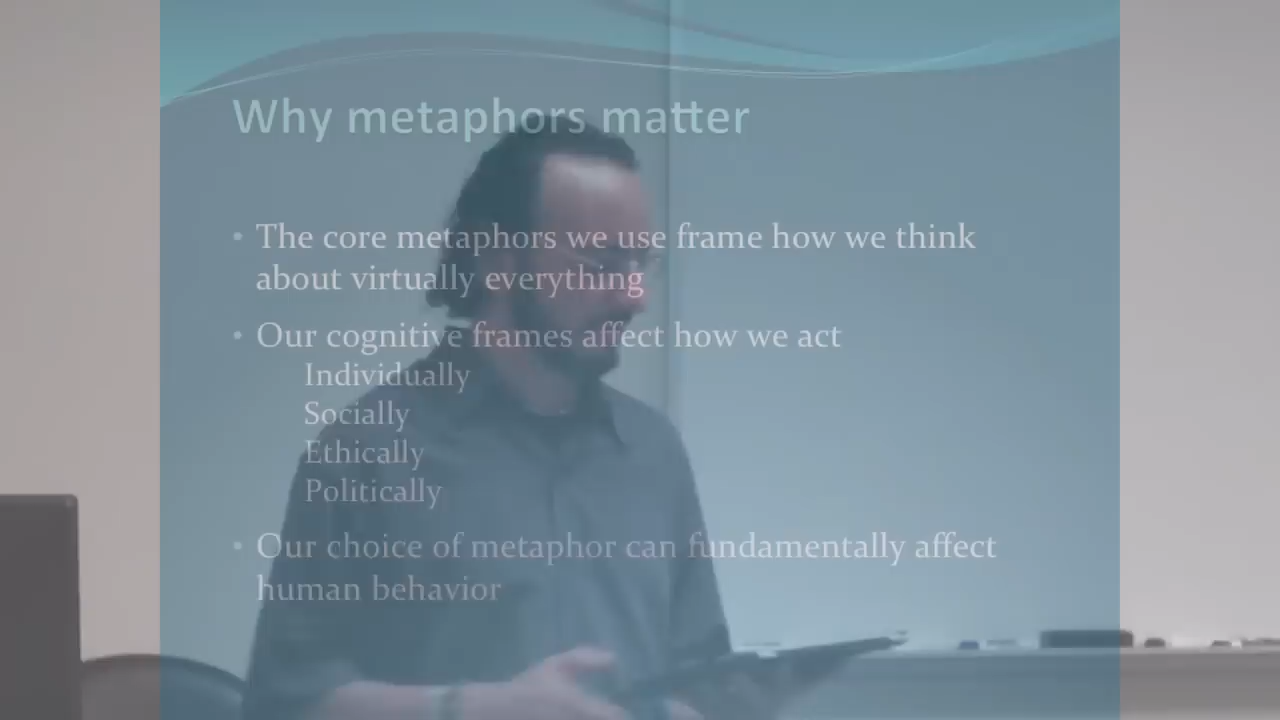 Why metaphors matter
• The core metaphors we use frame how we think
about virtually everything
• Our cognitive frames affect how we act
Individually
Socially
Ethically
Politically
• Our choice of metaphor can fundamentally affect
human behavior